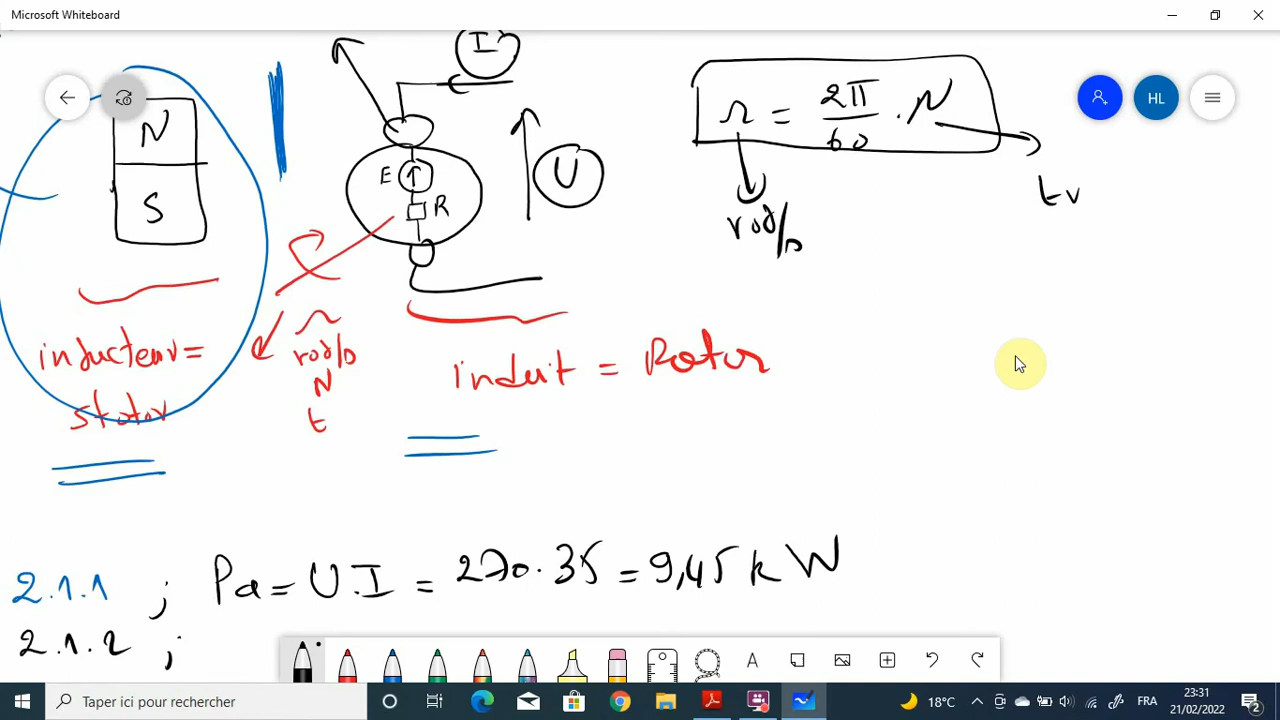 Microsoft Whiteboard
N
S
I
E
R
U
Ω = 2π/60 . N
rad/s
tr
HL
inducteur =
stator
Ω
rad/s
N
t
induit = Rotor
2.1.1 ; Pa = U.I = 270.35 = 9,45 kW
2.1.2 ;
A
Taper ici pour rechercher
18°C
FRA
23:31
21/02/2022
2